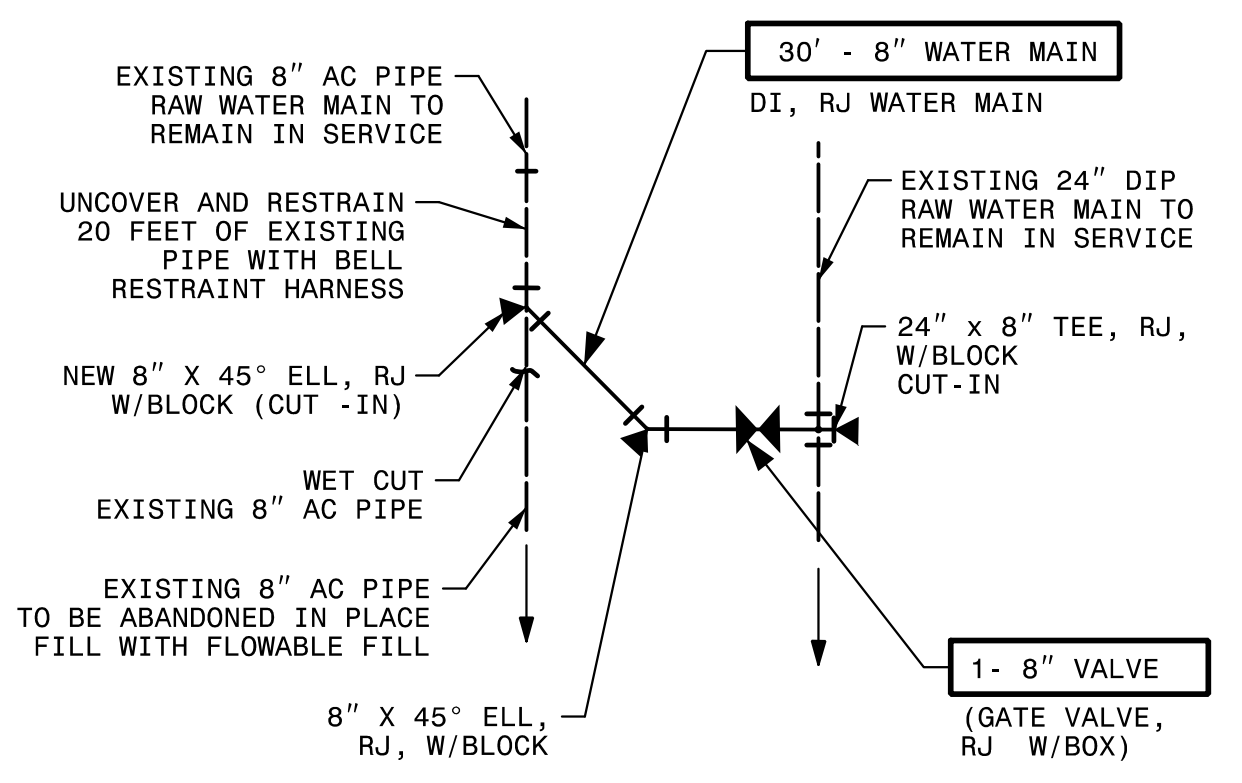 30′ - 8″ WATER MAIN
DI, RJ WATER MAIN
EXISTING 8″ AC PIPE
RAW WATER MAIN TO
REMAIN IN SERVICE
UNCOVER AND RESTRAIN
20 FEET OF EXISTING
PIPE WITH BELL
RESTRAINT HARNESS
EXISTING 24″ DIP
RAW WATER MAIN TO
REMAIN IN SERVICE
24″ x 8″ TEE, RJ,
W/BLOCK
CUT-IN
NEW 8″ X 45° ELL, RJ
W/BLOCK (CUT -IN)
WET CUT
EXISTING 8″ AC PIPE
EXISTING 8″ AC PIPE
TO BE ABANDONED IN PLACE
FILL WITH FLOWABLE FILL
8″ X 45° ELL,
RJ, W/BLOCK
1- 8″ VALVE
(GATE VALVE,
RJ W/BOX)